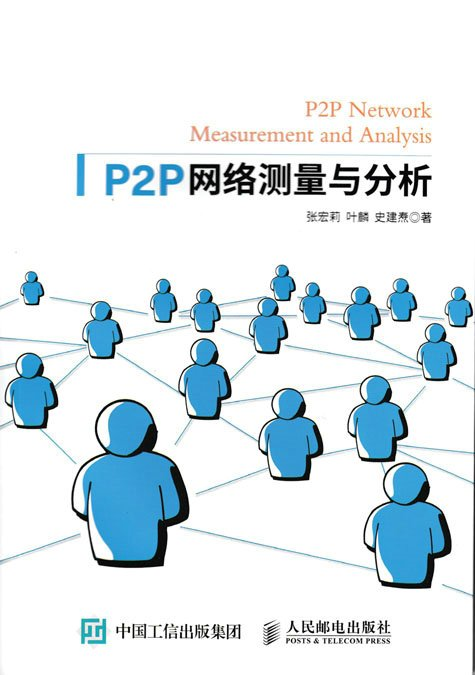 P2P Network
Measurement and Analysis
P2P网络测量与分析
张宏莉 叶麟 史建焘◎著
中国工信出版集团
人民邮电出版社
POSTS & TELECOM PRESS